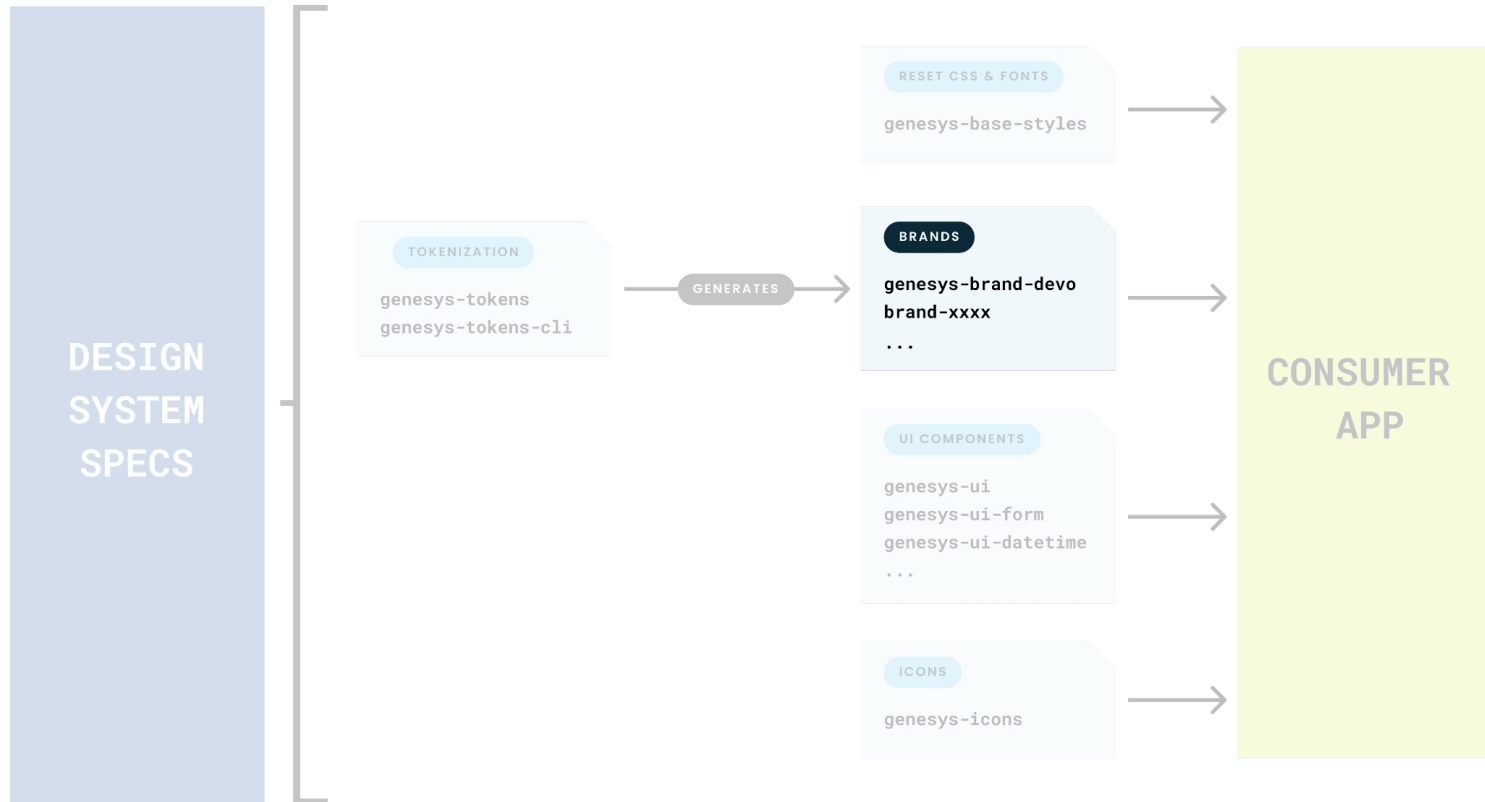 DESIGN
SYSTEM
SPECS
TOKENIZATION
genesys-tokens
genesys-tokens-cli
GENERATES
RESET CSS & FONTS
genesys-base-styles
BRANDS
genesys-brand-devo
brand-xxxx
...
UI COMPONENTS
genesys-ui
genesys-ui-form
genesys-ui-datetime
...
ICONS
genesys-icons
CONSUMER
APP